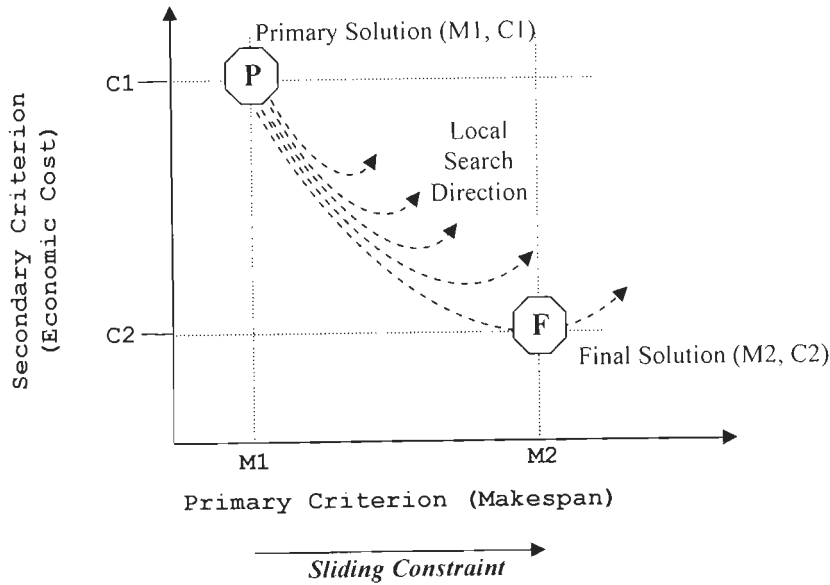 Primary Solution (M1, C1)
P
C1
Local
Search
Direction
Secondary Criterion
(Economic Cost)
F
C2
Final Solution (M2, C2)
M1
M2
Primary Criterion (Makespan)
Sliding Constraint